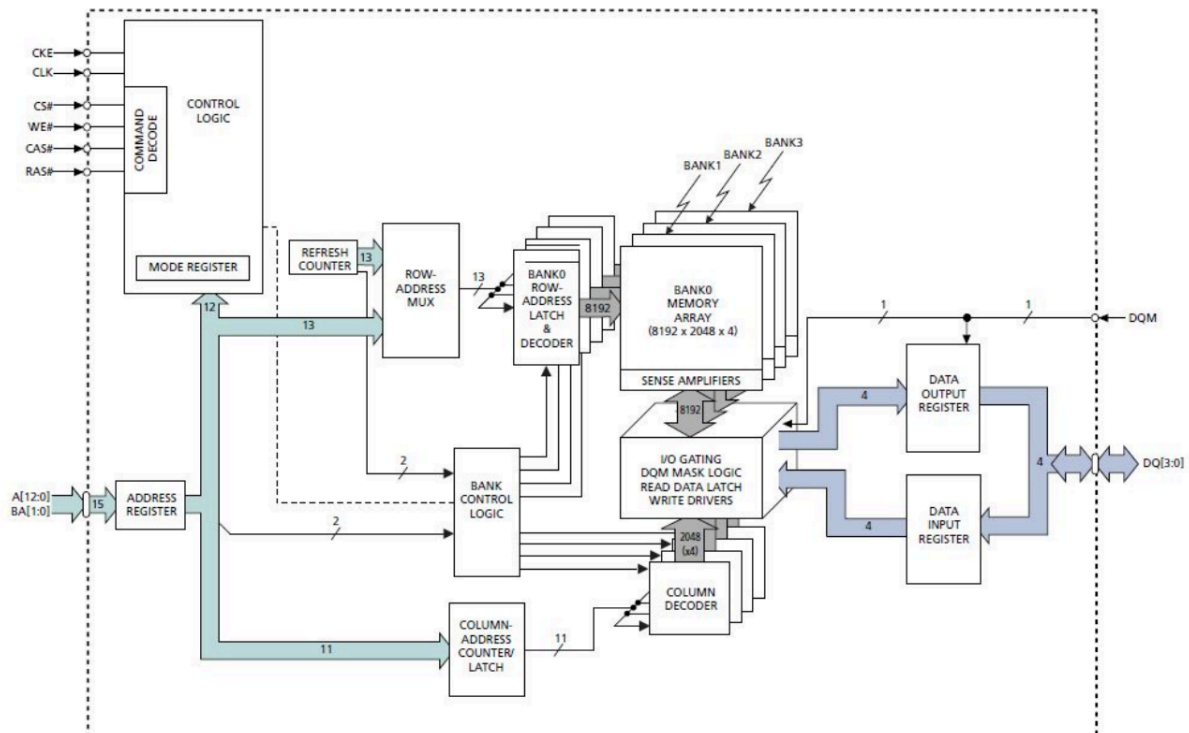 CKE
CLK
CS#
WE#
CAS#
RAS#
COMMAND
DECODE
CONTROL
LOGIC
MODE REGISTER
12
REFRESH
COUNTER
13
13
ROW-
ADDRESS
MUX
13
BANK0
ROW-
ADDRESS
LATCH
&
DECODER
8192
BANK1
BANK2
BANK3
BANK0
MEMORY
ARRAY
(8192 x 2048 x 4)
SENSE AMPLIFIERS
8192
I/O GATING
DQM MASK LOGIC
READ DATA LATCH
WRITE DRIVERS
2048
(x4)
COLUMN
DECODER
1
1
DQM
4
DATA
OUTPUT
REGISTER
4
DQ[3:0]
4
DATA
INPUT
REGISTER
A[12:0]
BA[1:0]
15
ADDRESS
REGISTER
2
2
BANK
CONTROL
LOGIC
11
COLUMN-
ADDRESS
COUNTER/
LATCH
11